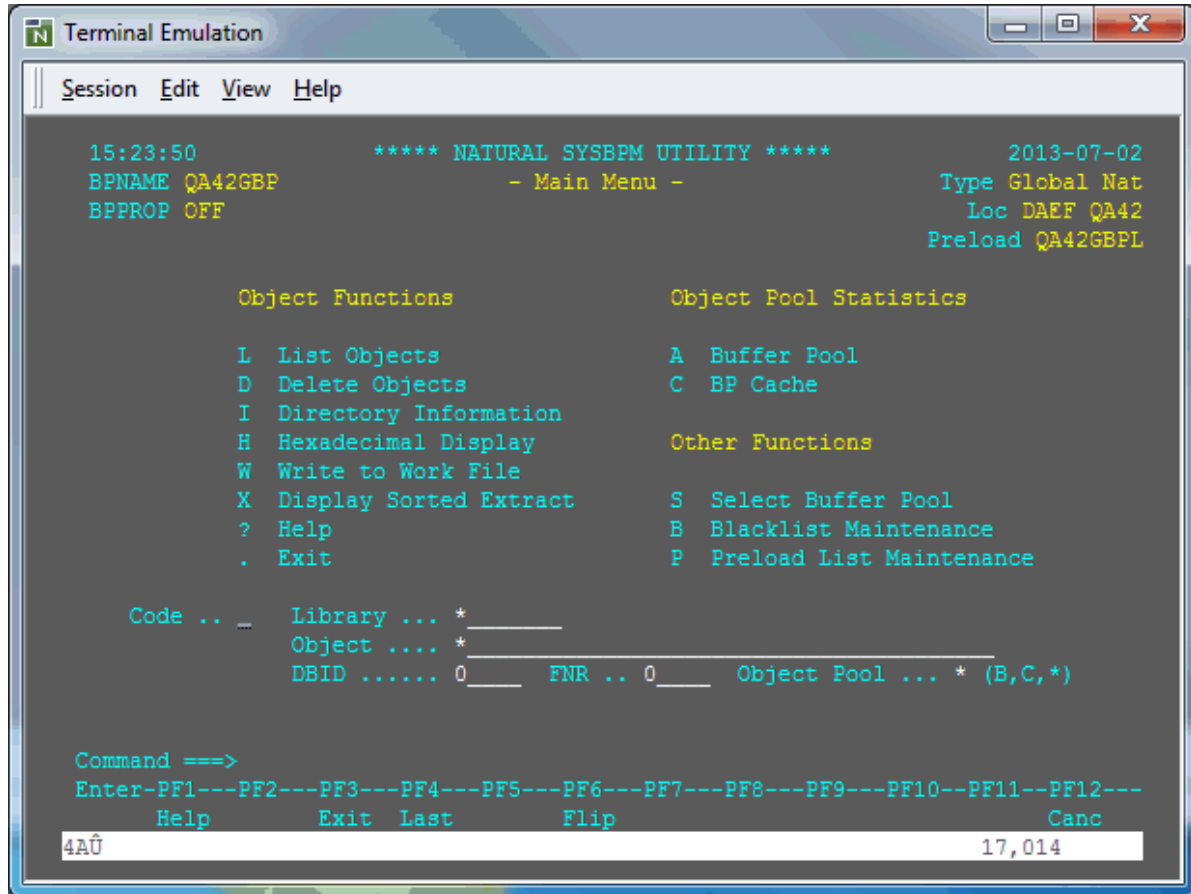 Terminal Emulation
Session Edit View Help
15:23:50 ***** NATURAL SYSBPM UTILITY ***** 2013-07-02
BPNAME QA42GBP - Main Menu - Type Global Nat
BPPROP OFF Loc DAEF QA42
Preload QA42GBPL
Object Functions Object Pool Statistics
L List Objects A Buffer Pool
D Delete Objects C BP Cache
I Directory Information
H Hexadecimal Display Other Functions
W Write to Work File
X Display Sorted Extract S Select Buffer Pool
? Help B Blacklist Maintenance
. Exit P Preload List Maintenance
Code .. _ Library ... *_______
Object .... *________________________________________
DBID ...... 0____ FNR .. 0____ Object Pool ... * (B,C,*)
Command ===>
Enter-PF1---PF2---PF3---PF4---PF5---PF6---PF7---PF8---PF9---PF10--PF11--PF12---
Help Exit Last Flip Canc
4AÛ 17,014